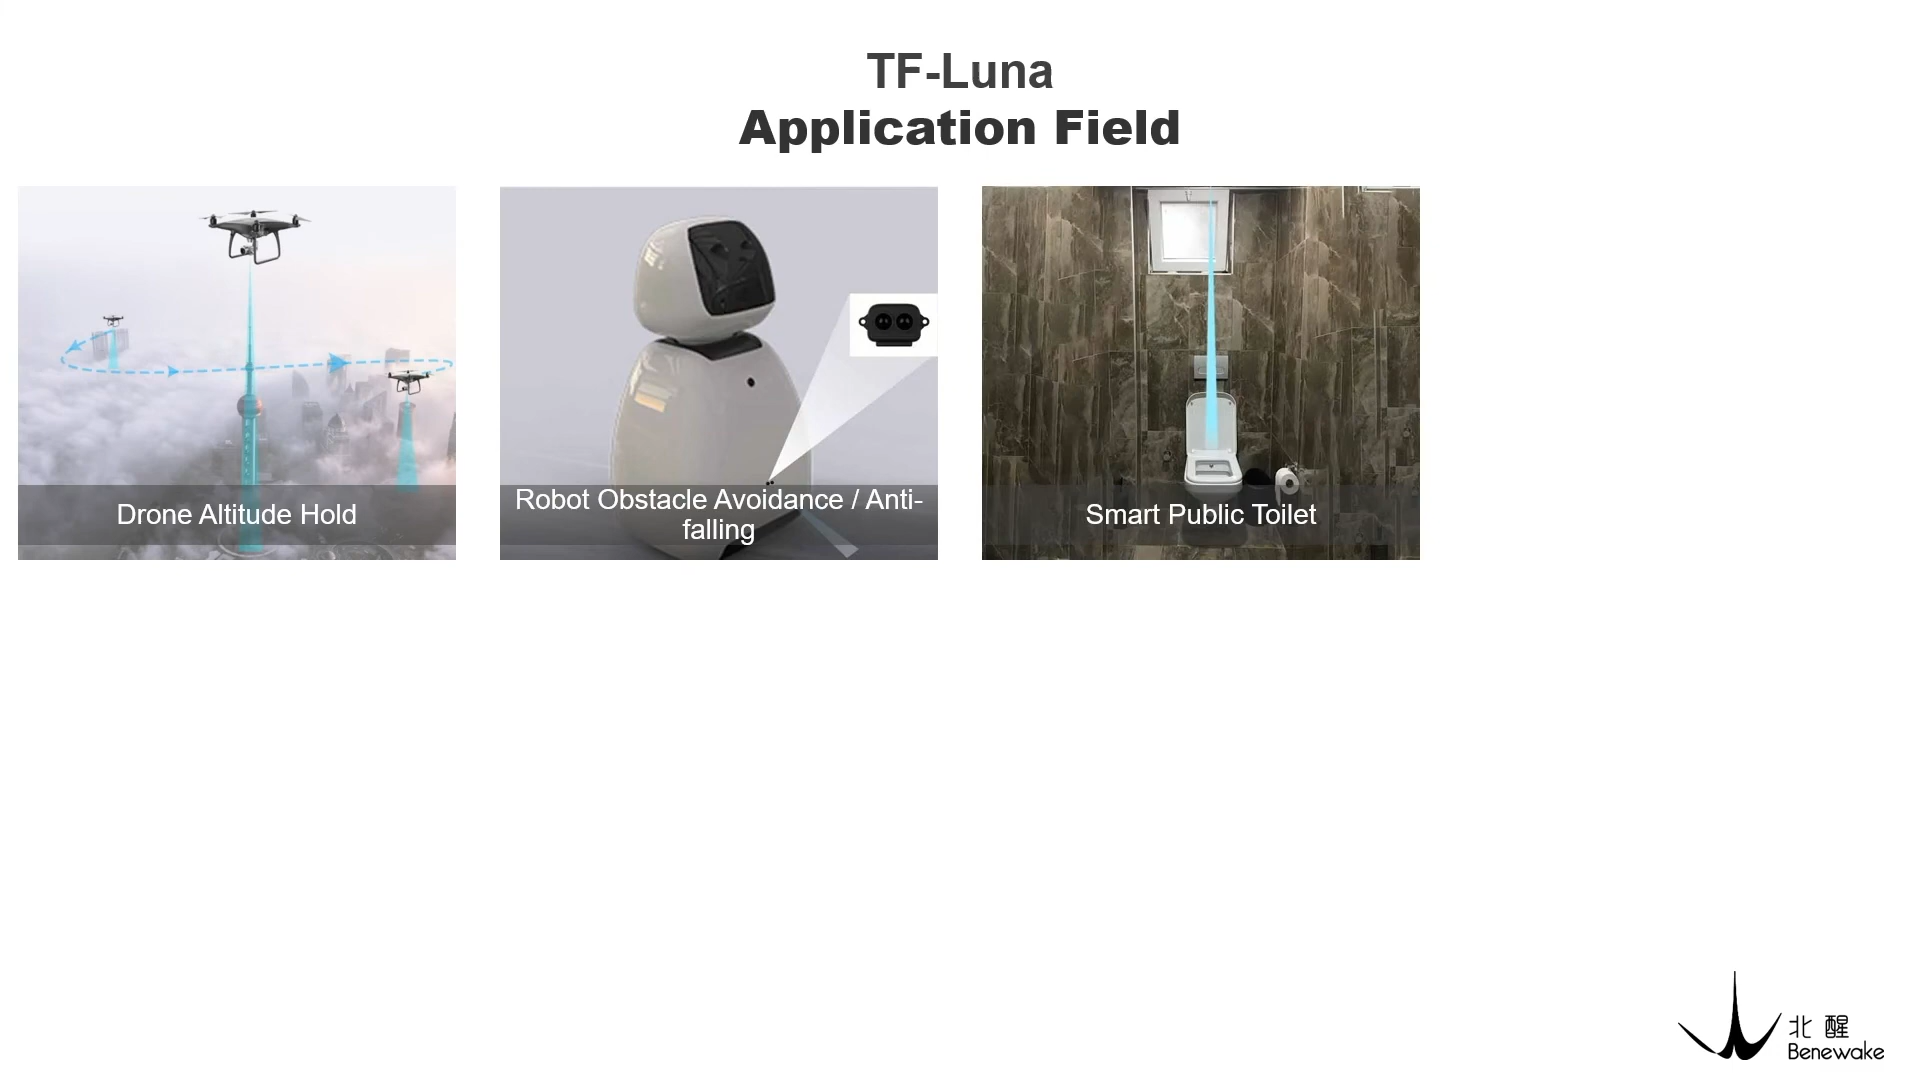 TF-Luna
Application Field
Drone Altitude Hold
Robot Obstacle Avoidance / Anti-
falling
Smart Public Toilet
北醒
Benewake